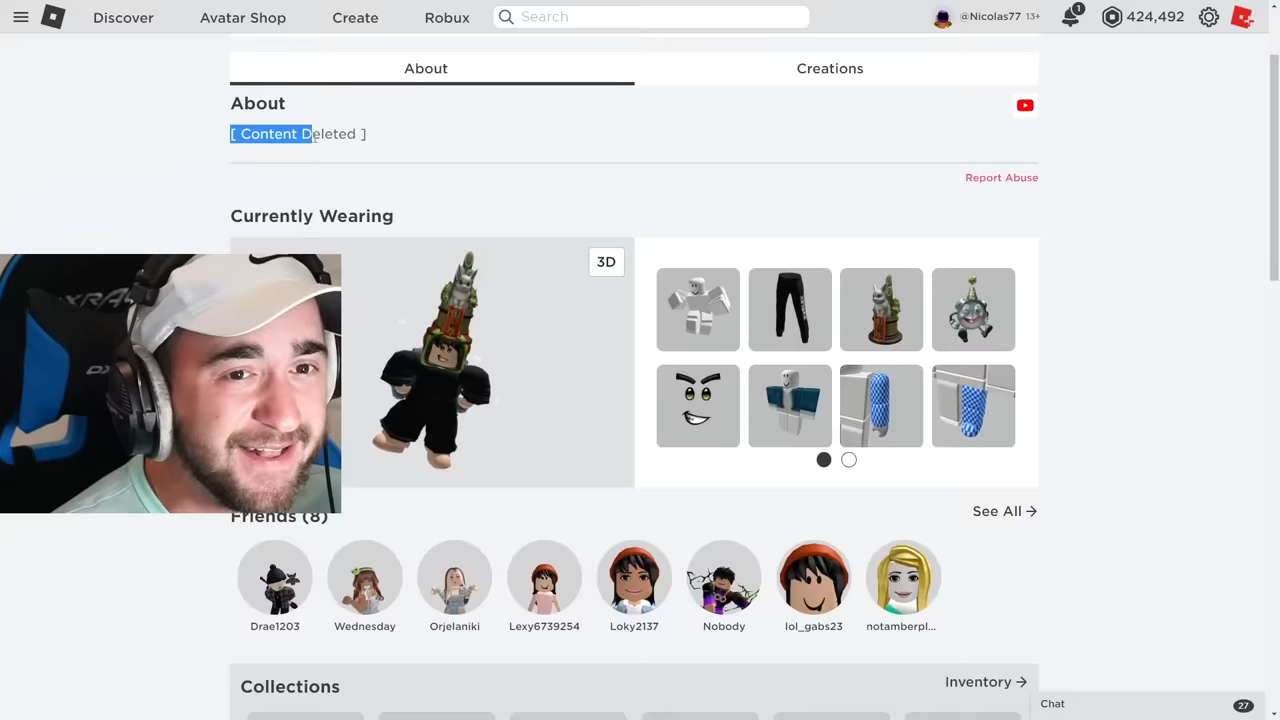 Discover Avatar Shop Create Robux Search @Nicolas77 13+ 1 424,492
About Creations
About
[ Content Deleted ]
Report Abuse
Currently Wearing
3D
Friends (8)
See All →
Drae1203 Wednesday Orjelaniki Lexy6739254 Loky2137 Nobody lol_gabs23 notamberpl...
Collections
Inventory →
Chat 27